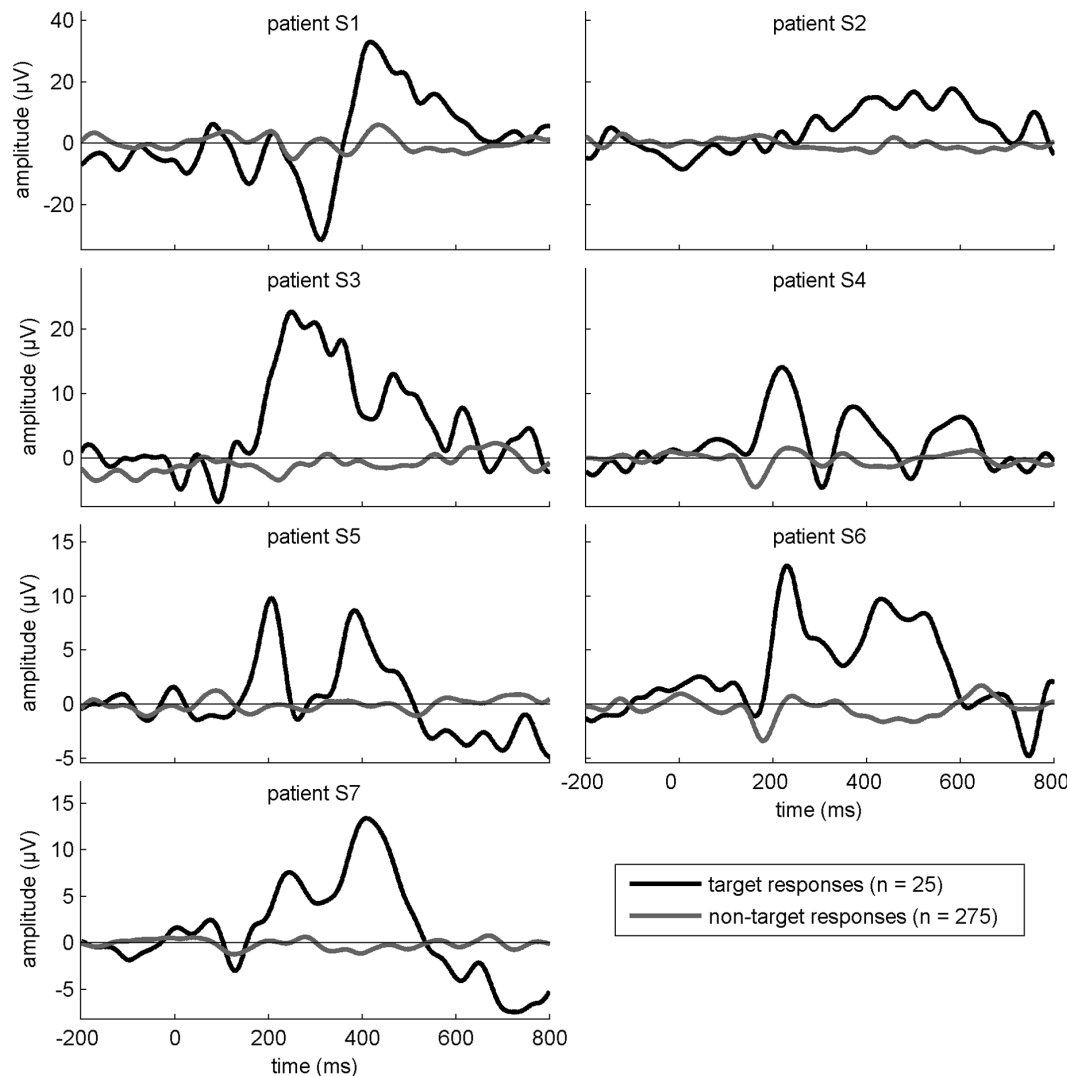 patient S1
patient S2
40
20
0
-20
amplitude (µV)
patient S3
patient S4
20
10
0
amplitude (µV)
patient S5
patient S6
15
10
5
0
-5
amplitude (µV)
-200 0 200 400 600 800
time (ms)
patient S7
15
10
5
0
-5
amplitude (µV)
-200 0 200 400 600 800
time (ms)
target responses (n = 25)
non-target responses (n = 275)